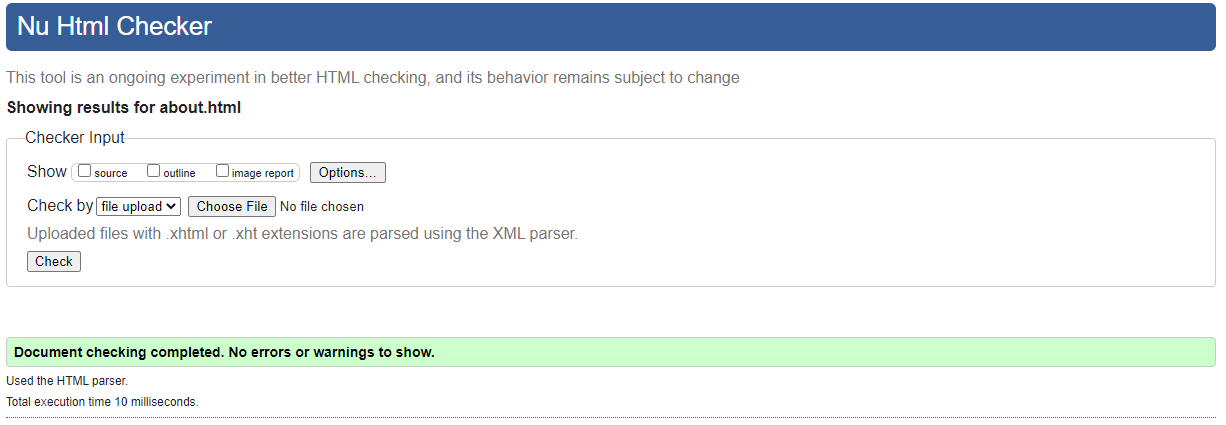 Nu Html Checker
This tool is an ongoing experiment in better HTML checking, and its behavior remains subject to change
Showing results for about.html
Checker Input
Show source outline image report Options...
Check by file upload Choose File No file chosen
Uploaded files with .xhtml or .xht extensions are parsed using the XML parser.
Check
Document checking completed. No errors or warnings to show.
Used the HTML parser.
Total execution time 10 milliseconds.